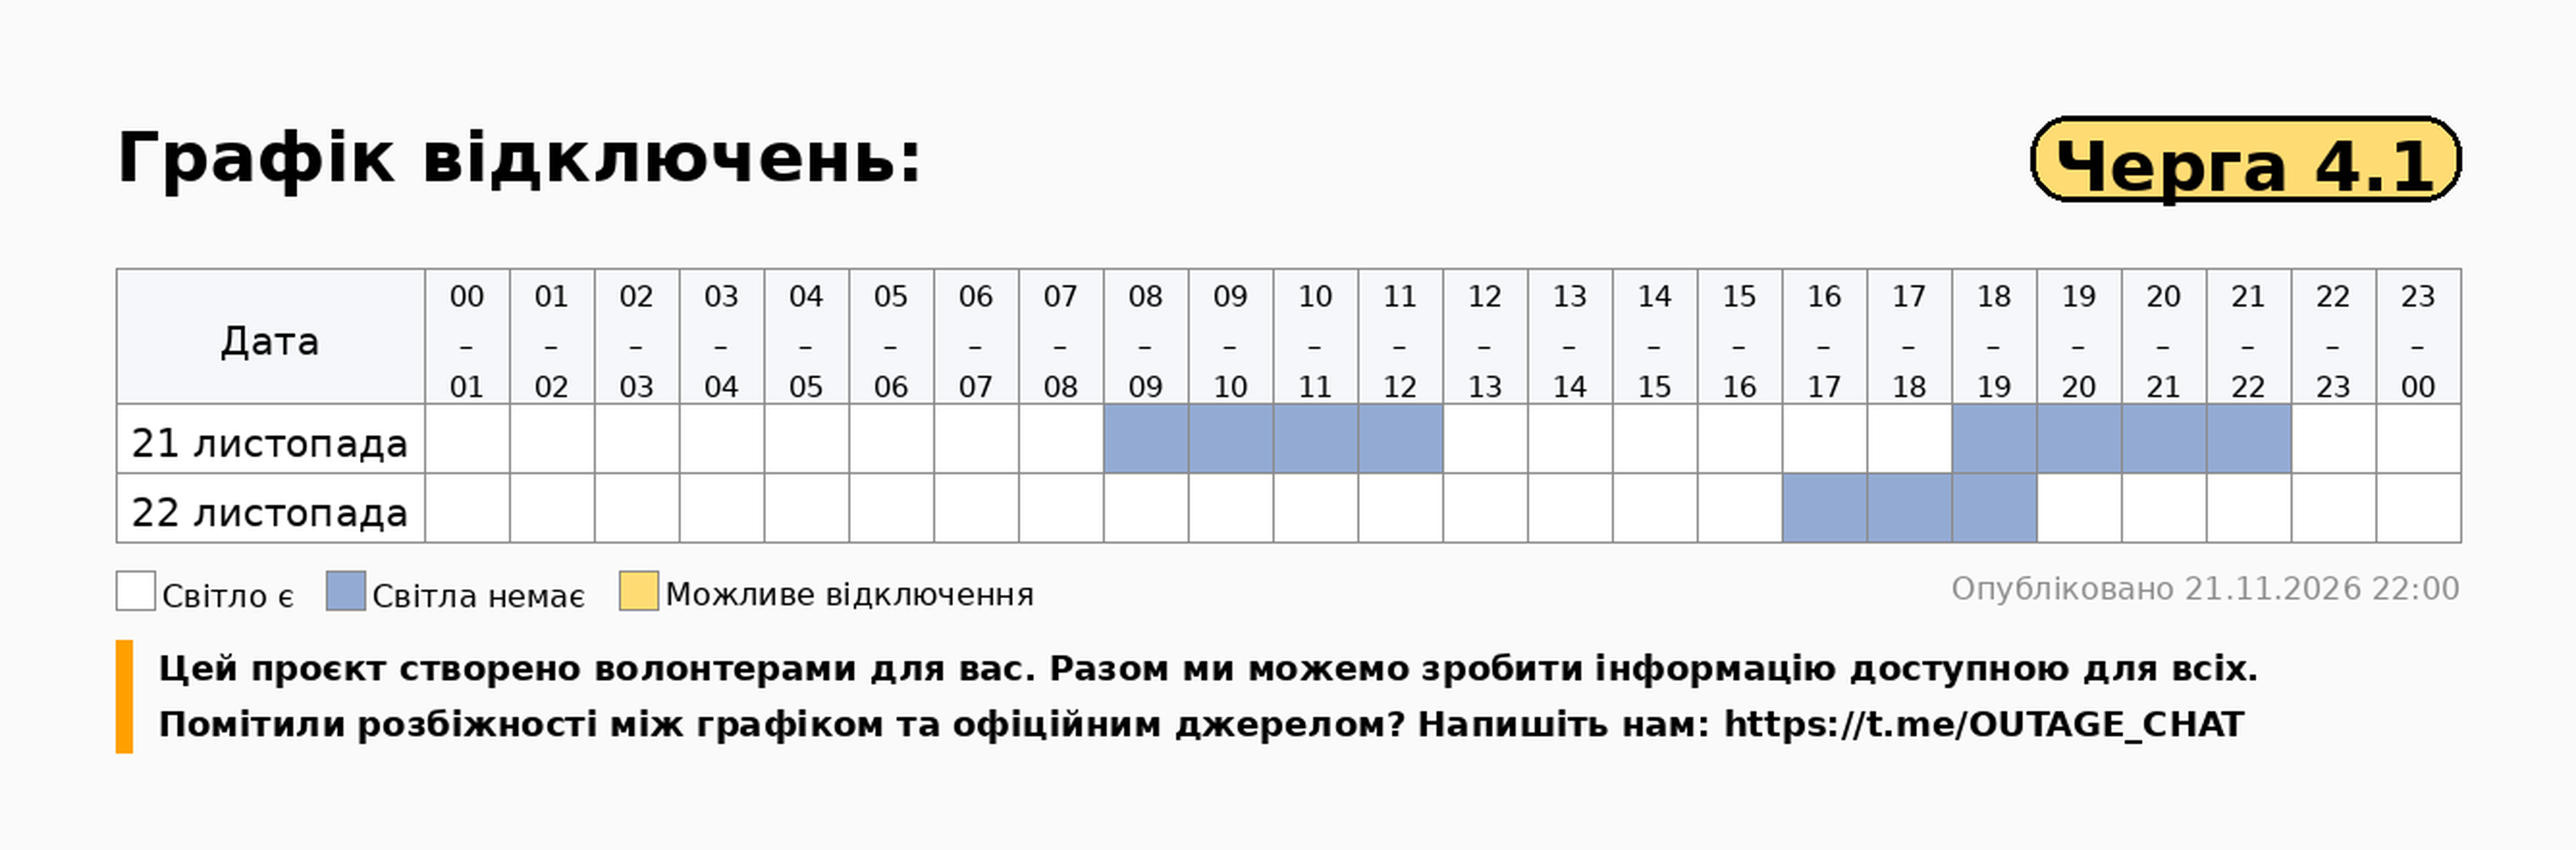 Графік відключень:
Черга 4.1
Дата 00 – 01 01 – 02 02 – 03 03 – 04 04 – 05 05 – 06 06 – 07 07 – 08 08 – 09 09 – 10 10 – 11 11 – 12 12 – 13 13 – 14 14 – 15 15 – 16 16 – 17 17 – 18 18 – 19 19 – 20 20 – 21 21 – 22 22 – 23 23 – 00
21 листопада
22 листопада
Світло є Світла немає Можливе відключення
Опубліковано 21.11.2026 22:00
Цей проєкт створено волонтерами для вас. Разом ми можемо зробити інформацію доступною для всіх.
Помітили розбіжності між графіком та офіційним джерелом? Напишіть нам: https://t.me/OUTAGE_CHAT